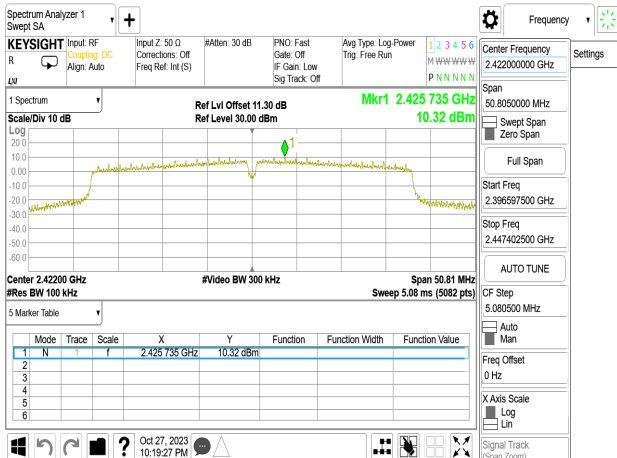 Spectrum Analyzer 1
Swept SA
+
Frequency
Settings
KEYSIGHT
R
LXI
Input: RF
Coupling: DC
Align: Auto
Input Z: 50 Ω
Corrections: Off
Freq Ref: Int (S)
#Atten: 30 dB
PNO: Fast
Gate: Off
IF Gain: Low
Sig Track: Off
Avg Type: Log-Power
Trig: Free Run
1 2 3 4 5 6
M W W W W W
P N N N N N
1 Spectrum
Scale/Div 10 dB
Ref Lvl Offset 11.30 dB
Ref Level 30.00 dBm
Mkr1 2.425 735 GHz
10.32 dBm
Log
20.0
10.0
0.00
-10.0
-20.0
-30.0
-40.0
-50.0
-60.0
1
Center 2.42200 GHz
#Video BW 300 kHz
Span 50.81 MHz
#Res BW 100 kHz
Sweep 5.08 ms (5082 pts)
5 Marker Table
Mode Trace Scale X Y Function Function Width Function Value
1 N 1 f 2.425 735 GHz 10.32 dBm
2
3
4
5
6
?
Oct 27, 2023
10:19:27 PM
Center Frequency
2.422000000 GHz
Span
50.8050000 MHz
Swept Span
Zero Span
Full Span
Start Freq
2.396597500 GHz
Stop Freq
2.447402500 GHz
AUTO TUNE
CF Step
5.080500 MHz
Auto
Man
Freq Offset
0 Hz
X Axis Scale
Log
Lin
Signal Track
(Span Zoom)